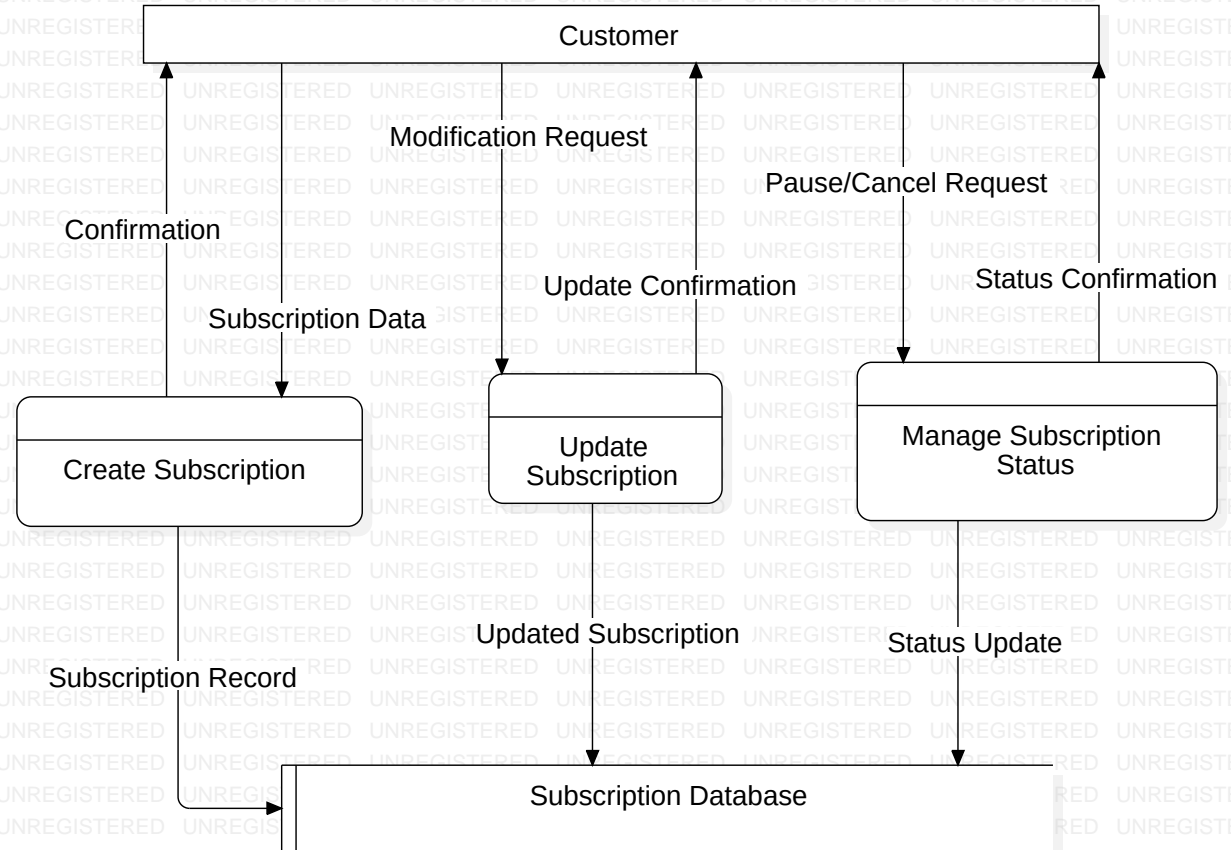 Customer
Modification Request
Pause/Cancel Request
Confirmation
Status Confirmation
Update Confirmation
Subscription Data
Create Subscription
Update
Subscription
Manage Subscription
Status
Updated Subscription
Status Update
Subscription Record
Subscription Database
UNREGISTERED